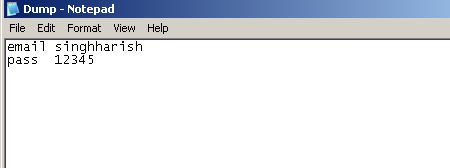 Dump - Notepad
File Edit Format View Help
email singhharish
pass 12345